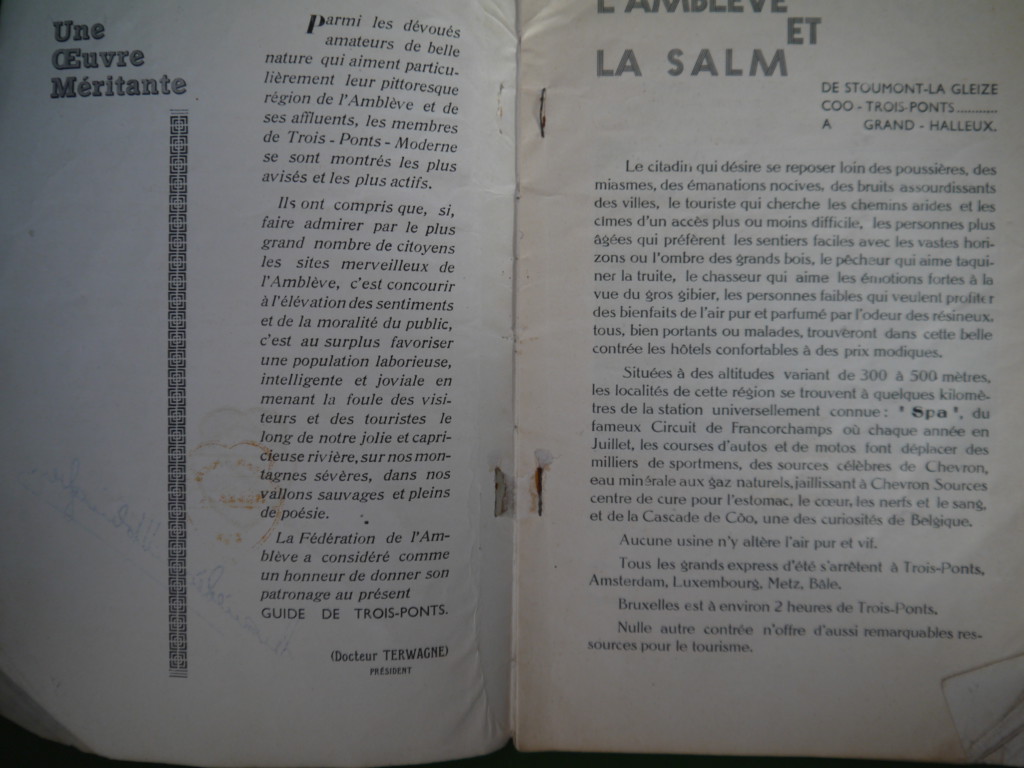 Une
Œuvre
Méritante
Parmi les dévoués
amateurs de belle
nature qui aiment particu-
lièrement leur pittoresque
région de l'Amblève et de
ses affluents, les membres
de Trois - Ponts - Moderne
se sont montrés les plus
avisés et les plus actifs.
Ils ont compris que, si,
faire admirer par le plus
grand nombre de citoyens
les sites merveilleux de
l'Amblève, c'est concourir
à l'élévation des sentiments
et de la moralité du public,
c'est au surplus favoriser
une population laborieuse,
intelligente et joviale en
menant la foule des visi-
teurs et des touristes le
long de notre jolie et capri-
cieuse rivière, sur nos mon-
tagnes sévères, dans nos
vallons sauvages et pleins
de poésie.
La Fédération de l'Am-
blève a considéré comme
un honneur de donner son
patronage au présent
GUIDE DE TROIS-PONTS.
(Docteur TERWAGNE)
PRÉSIDENT
L'AMBLÈVE
ET
LA SALM
DE STOUMONT-LA GLEIZE
COO - TROIS-PONTS...........
A GRAND - HALLEUX.
Le citadin qui désire se reposer loin des poussières, des
miasmes, des émanations nocives, des bruits assourdissants
des villes, le touriste qui cherche les chemins arides et les
cîmes d'un accès plus ou moins difficile, les personnes plus
âgées qui préfèrent les sentiers faciles avec les vastes hori-
zons ou l'ombre des grands bois, le pêcheur qui aime taqui-
ner la truite, le chasseur qui aime les émotions fortes à la
vue du gros gibier, les personnes faibles qui veulent profiter
des bienfaits de l'air pur et parfumé par l'odeur des résineux,
tous, bien portants ou malades, trouveront dans cette belle
contrée les hôtels confortables à des prix modiques.
Situées à des altitudes variant de 300 à 500 mètres,
les localités de cette région se trouvent à quelques kilomè-
tres de la station universellement connue : " Spa ", du
fameux Circuit de Francorchamps où chaque année en
Juillet, les courses d'autos et de motos font déplacer des
milliers de sportmens, des sources célèbres de Chevron,
eau minérale aux gaz naturels, jaillissant à Chevron Sources
centre de cure pour l'estomac, le cœur, les nerfs et le sang,
et de la Cascade de Côo, une des curiosités de Belgique.
Aucune usine n'y altère l'air pur et vif.
Tous les grands express d'été s'arrêtent à Trois-Ponts,
Amsterdam, Luxembourg, Metz, Bâle.
Bruxelles est à environ 2 heures de Trois-Ponts.
Nulle autre contrée n'offre d'aussi remarquables res-
sources pour le tourisme.